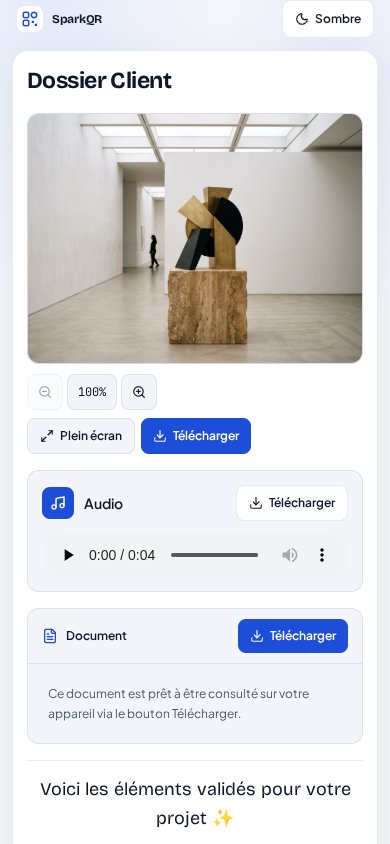 SparkQR
Sombre
Dossier Client
100%
Plein écran
Télécharger
Audio
Télécharger
0:00 / 0:04
Document
Télécharger
Ce document est prêt à être consulté sur votre
appareil via le bouton Télécharger.
Voici les éléments validés pour votre
projet ✨